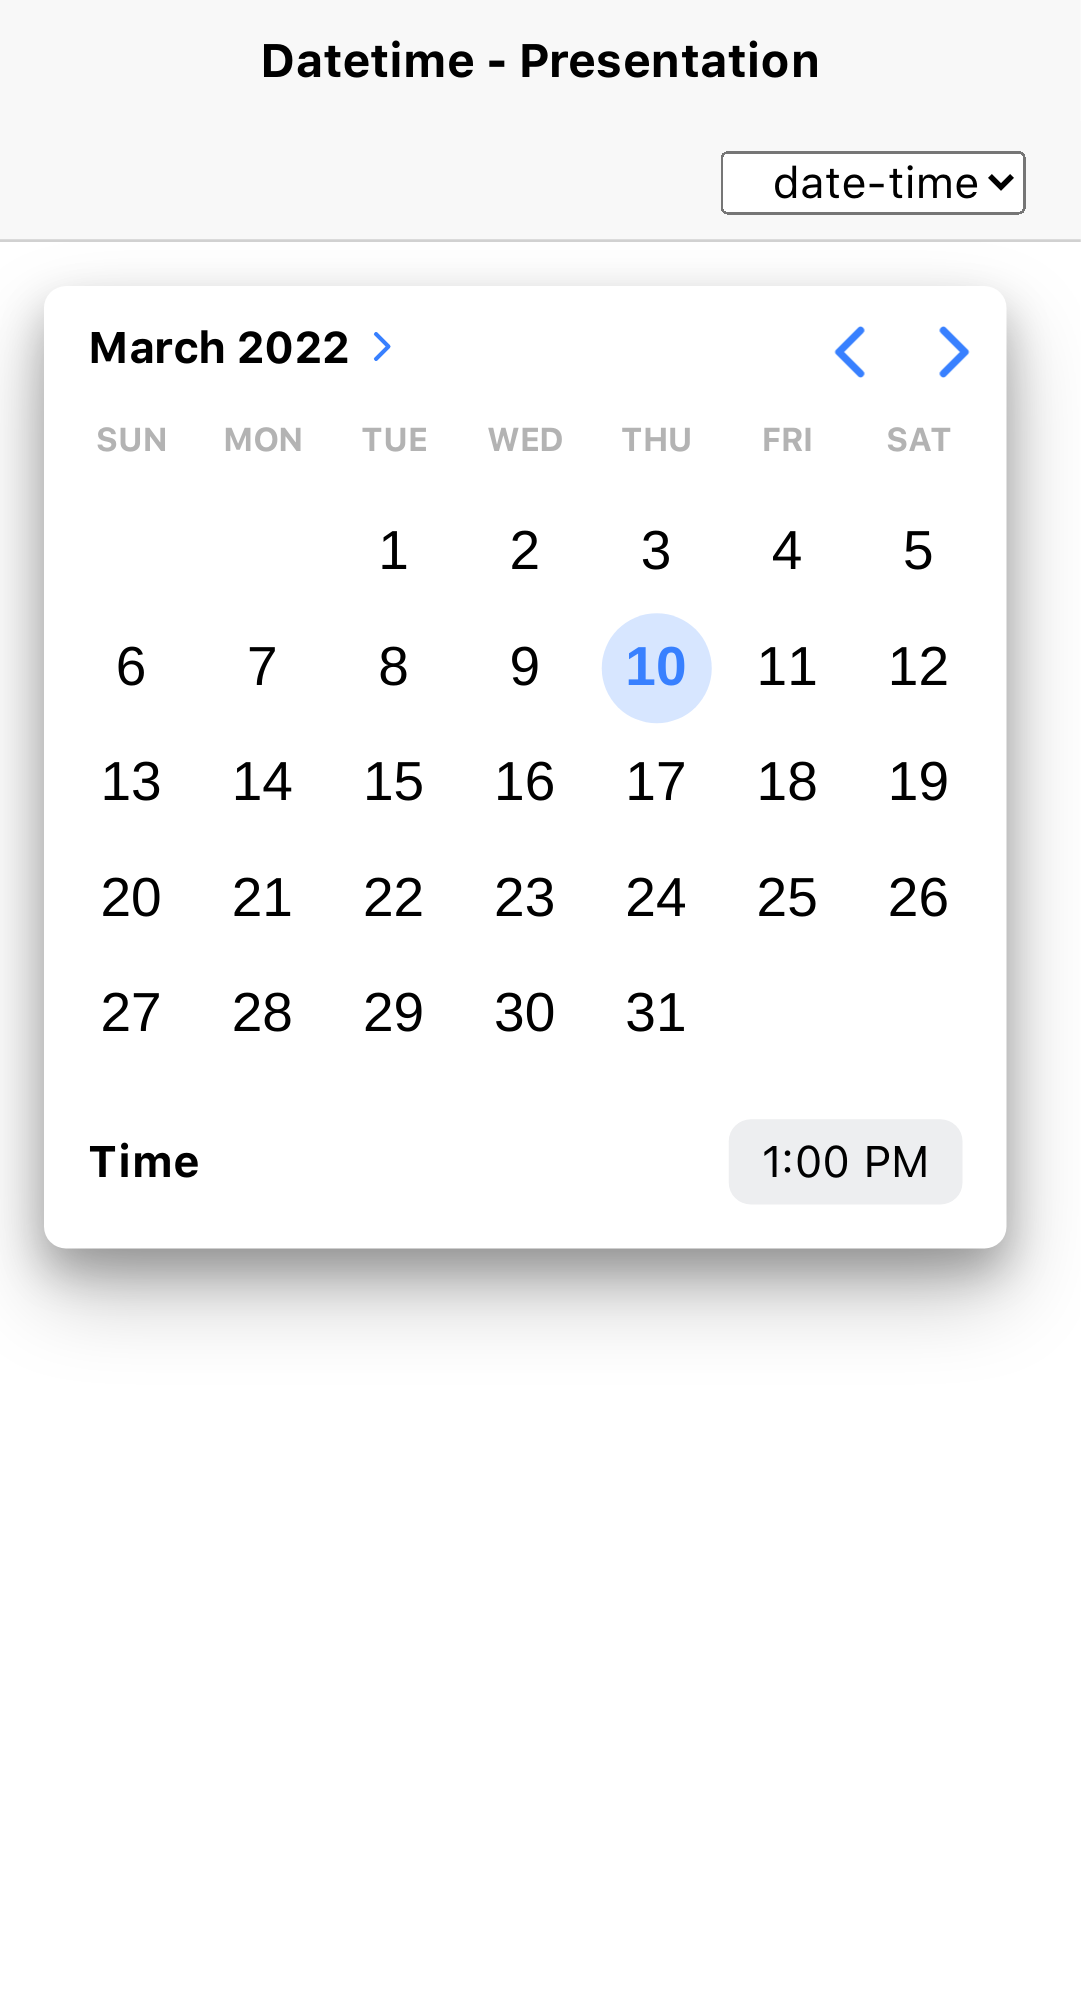 Datetime - Presentation
date-time
March 2022
SUN MON TUE WED THU FRI SAT
1 2 3 4 5
6 7 8 9 10 11 12
13 14 15 16 17 18 19
20 21 22 23 24 25 26
27 28 29 30 31
Time 1:00 PM